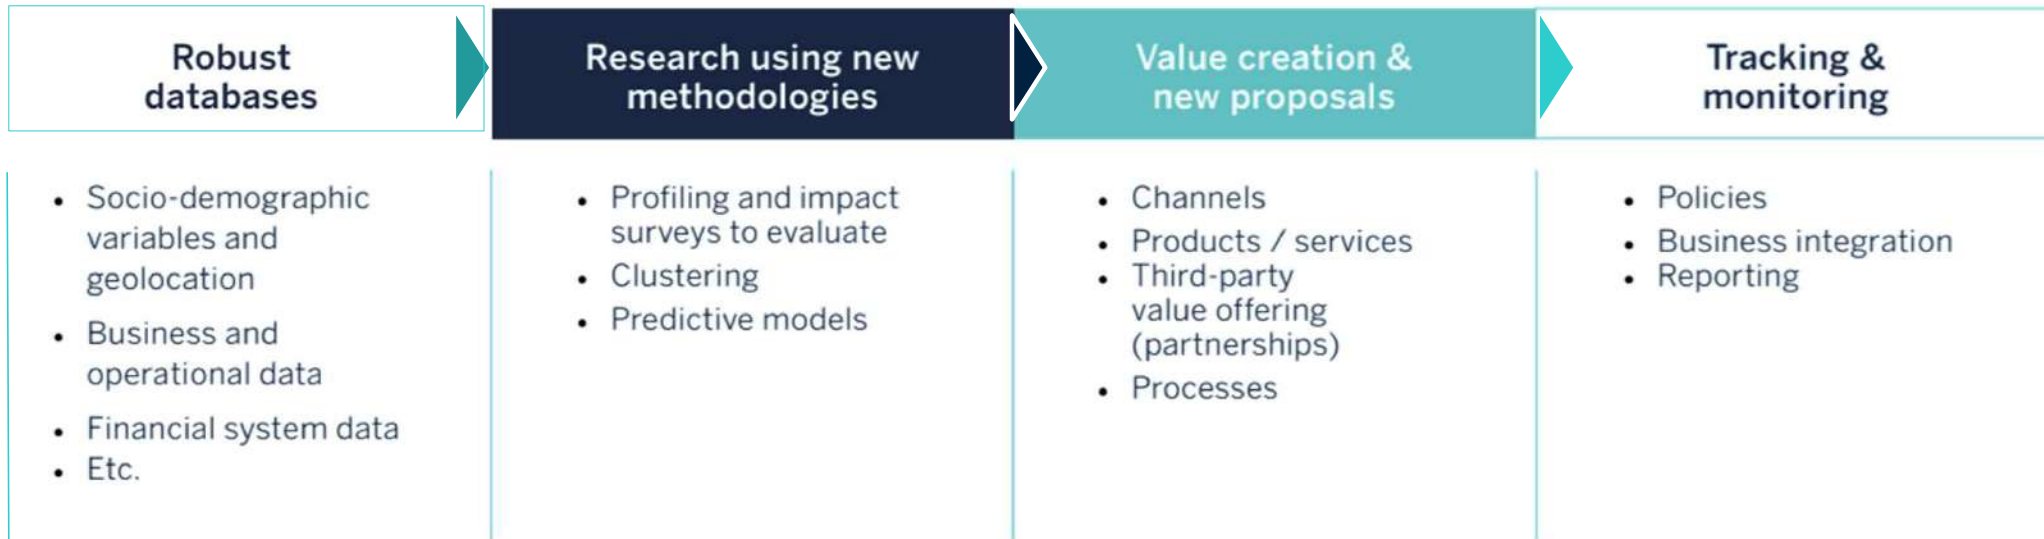 Robust
databases
Research using new
methodologies
Value creation &
new proposals
Tracking &
monitoring
• Socio-demographic
variables and
geolocation
• Business and
operational data
• Financial system data
• Etc.
• Profiling and impact
surveys to evaluate
• Clustering
• Predictive models
• Channels
• Products / services
• Third-party
value offering
(partnerships)
• Processes
• Policies
• Business integration
• Reporting